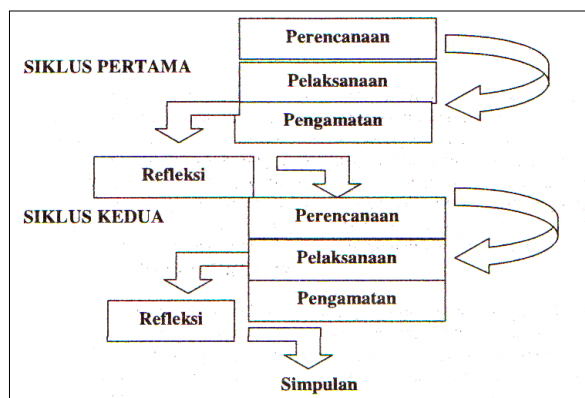 Perencanaan
SIKLUS PERTAMA
Pelaksanaan
Pengamatan
Refleksi
SIKLUS KEDUA
Perencanaan
Pelaksanaan
Pengamatan
Refleksi
Simpulan